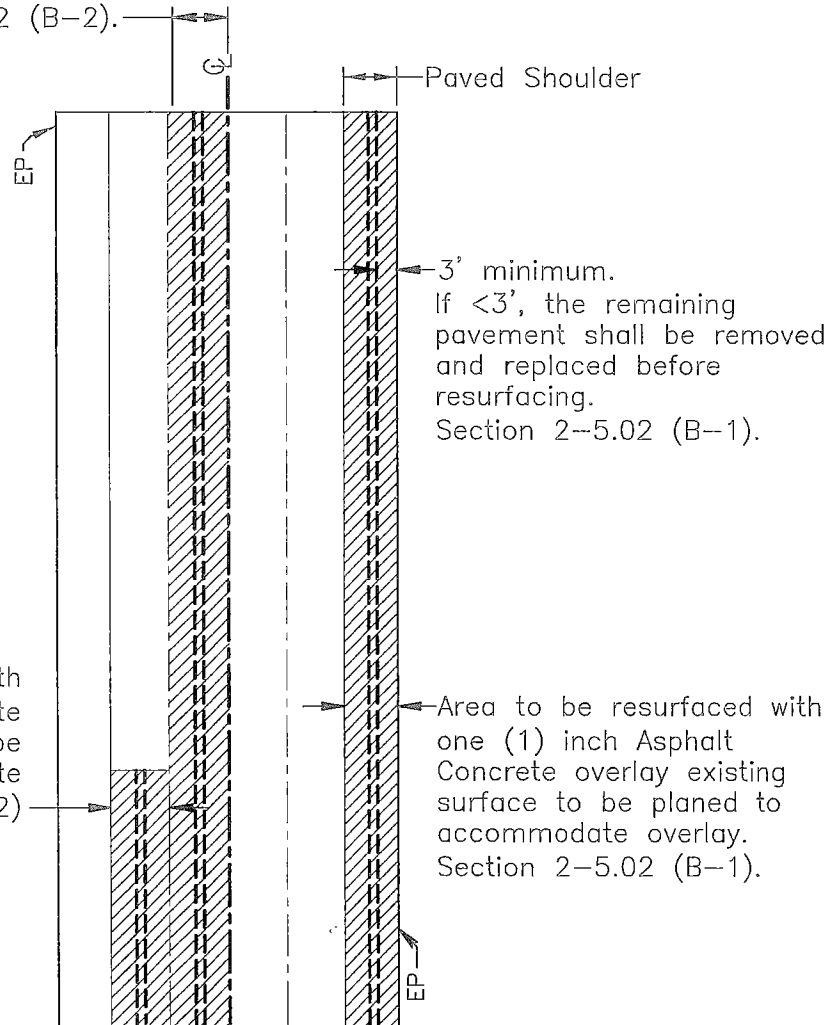 2 (B-2).
℄
Paved Shoulder
EP
3' minimum.
If <3', the remaining
pavement shall be removed
and replaced before
resurfacing.
Section 2-5.02 (B-1).
th
te
be
te
2)
Area to be resurfaced with
one (1) inch Asphalt
Concrete overlay existing
surface to be planed to
accommodate overlay.
Section 2-5.02 (B-1).
EP